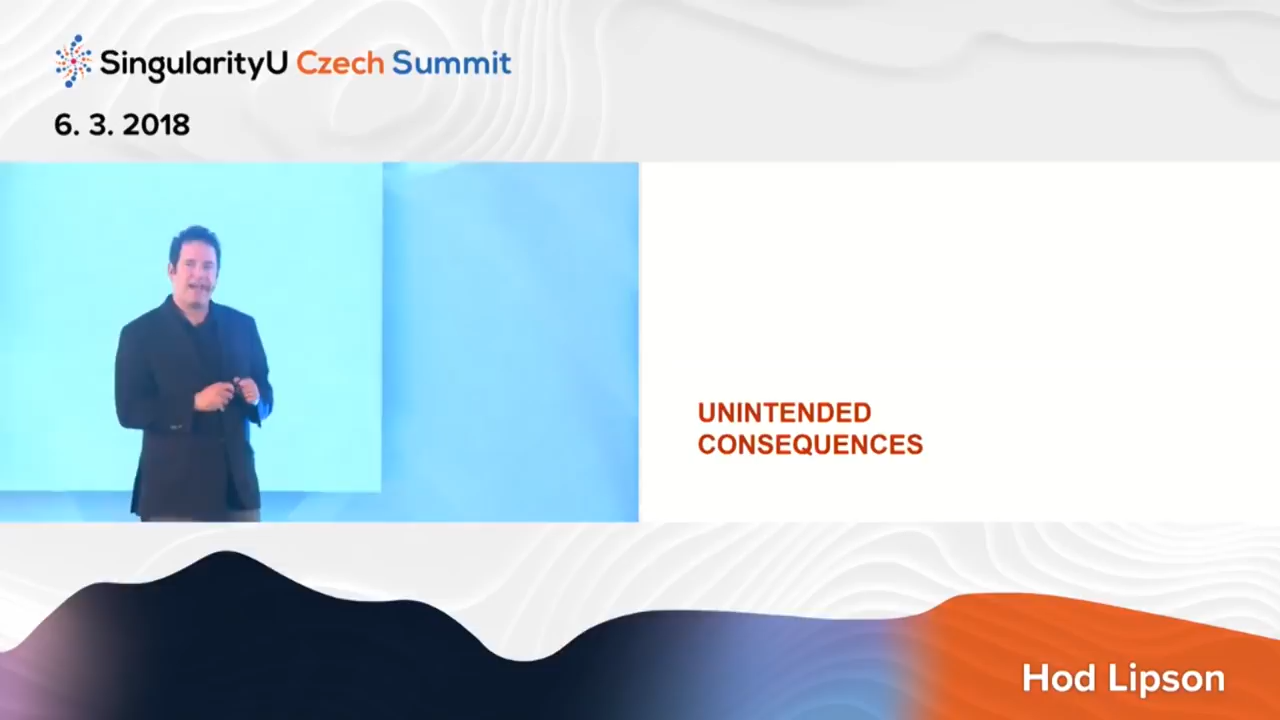 SingularityU Czech Summit
6. 3. 2018
UNINTENDED
CONSEQUENCES
Hod Lipson